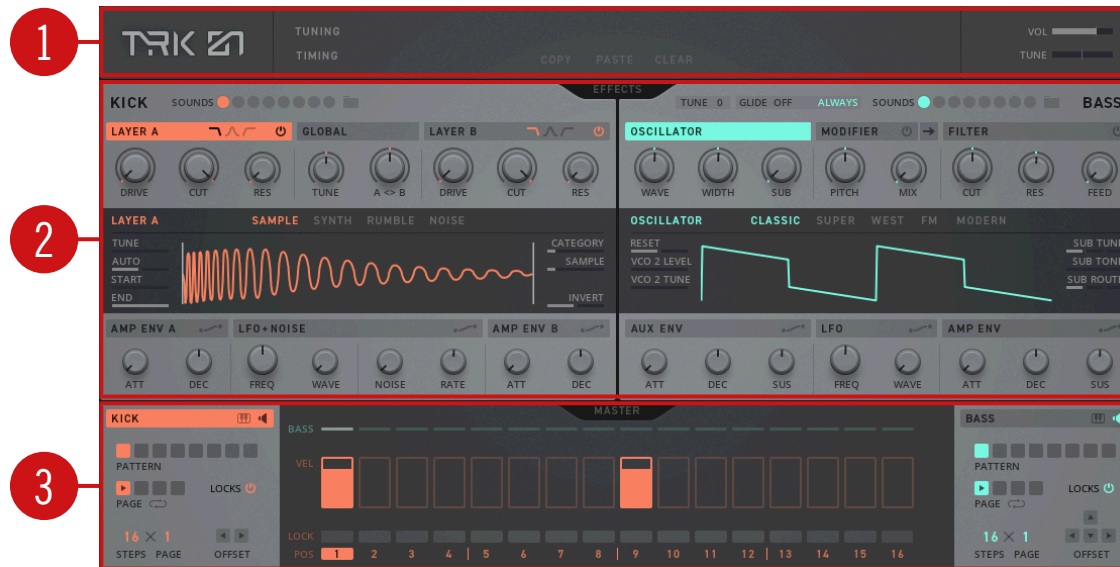 1
TRK 01
TUNING
TIMING
COPY PASTE CLEAR
VOL
TUNE
2
KICK SOUNDS
EFFECTS
TUNE 0 GLIDE OFF ALWAYS SOUNDS BASS
LAYER A GLOBAL LAYER B
DRIVE CUT RES TUNE A <> B DRIVE CUT RES
OSCILLATOR MODIFIER FILTER
WAVE WIDTH SUB PITCH MIX CUT RES FEED
LAYER A SAMPLE SYNTH RUMBLE NOISE
TUNE
AUTO
START
END
CATEGORY
SAMPLE
INVERT
OSCILLATOR CLASSIC SUPER WEST FM MODERN
RESET
VCO 2 LEVEL
VCO 2 TUNE
SUB TUNE
SUB TONE
SUB ROUTE
AMP ENV A LFO+NOISE AMP ENV B
ATT DEC FREQ WAVE NOISE RATE ATT DEC
AUX ENV LFO AMP ENV
ATT DEC SUS FREQ WAVE ATT DEC SUS
3
KICK
PATTERN
PAGE LOCKS
16 × 1
STEPS PAGE OFFSET
MASTER
BASS
VEL
LOCK
POS 1 2 3 4 5 6 7 8 9 10 11 12 13 14 15 16
BASS
PATTERN
PAGE LOCKS
16 × 1
STEPS PAGE OFFSET